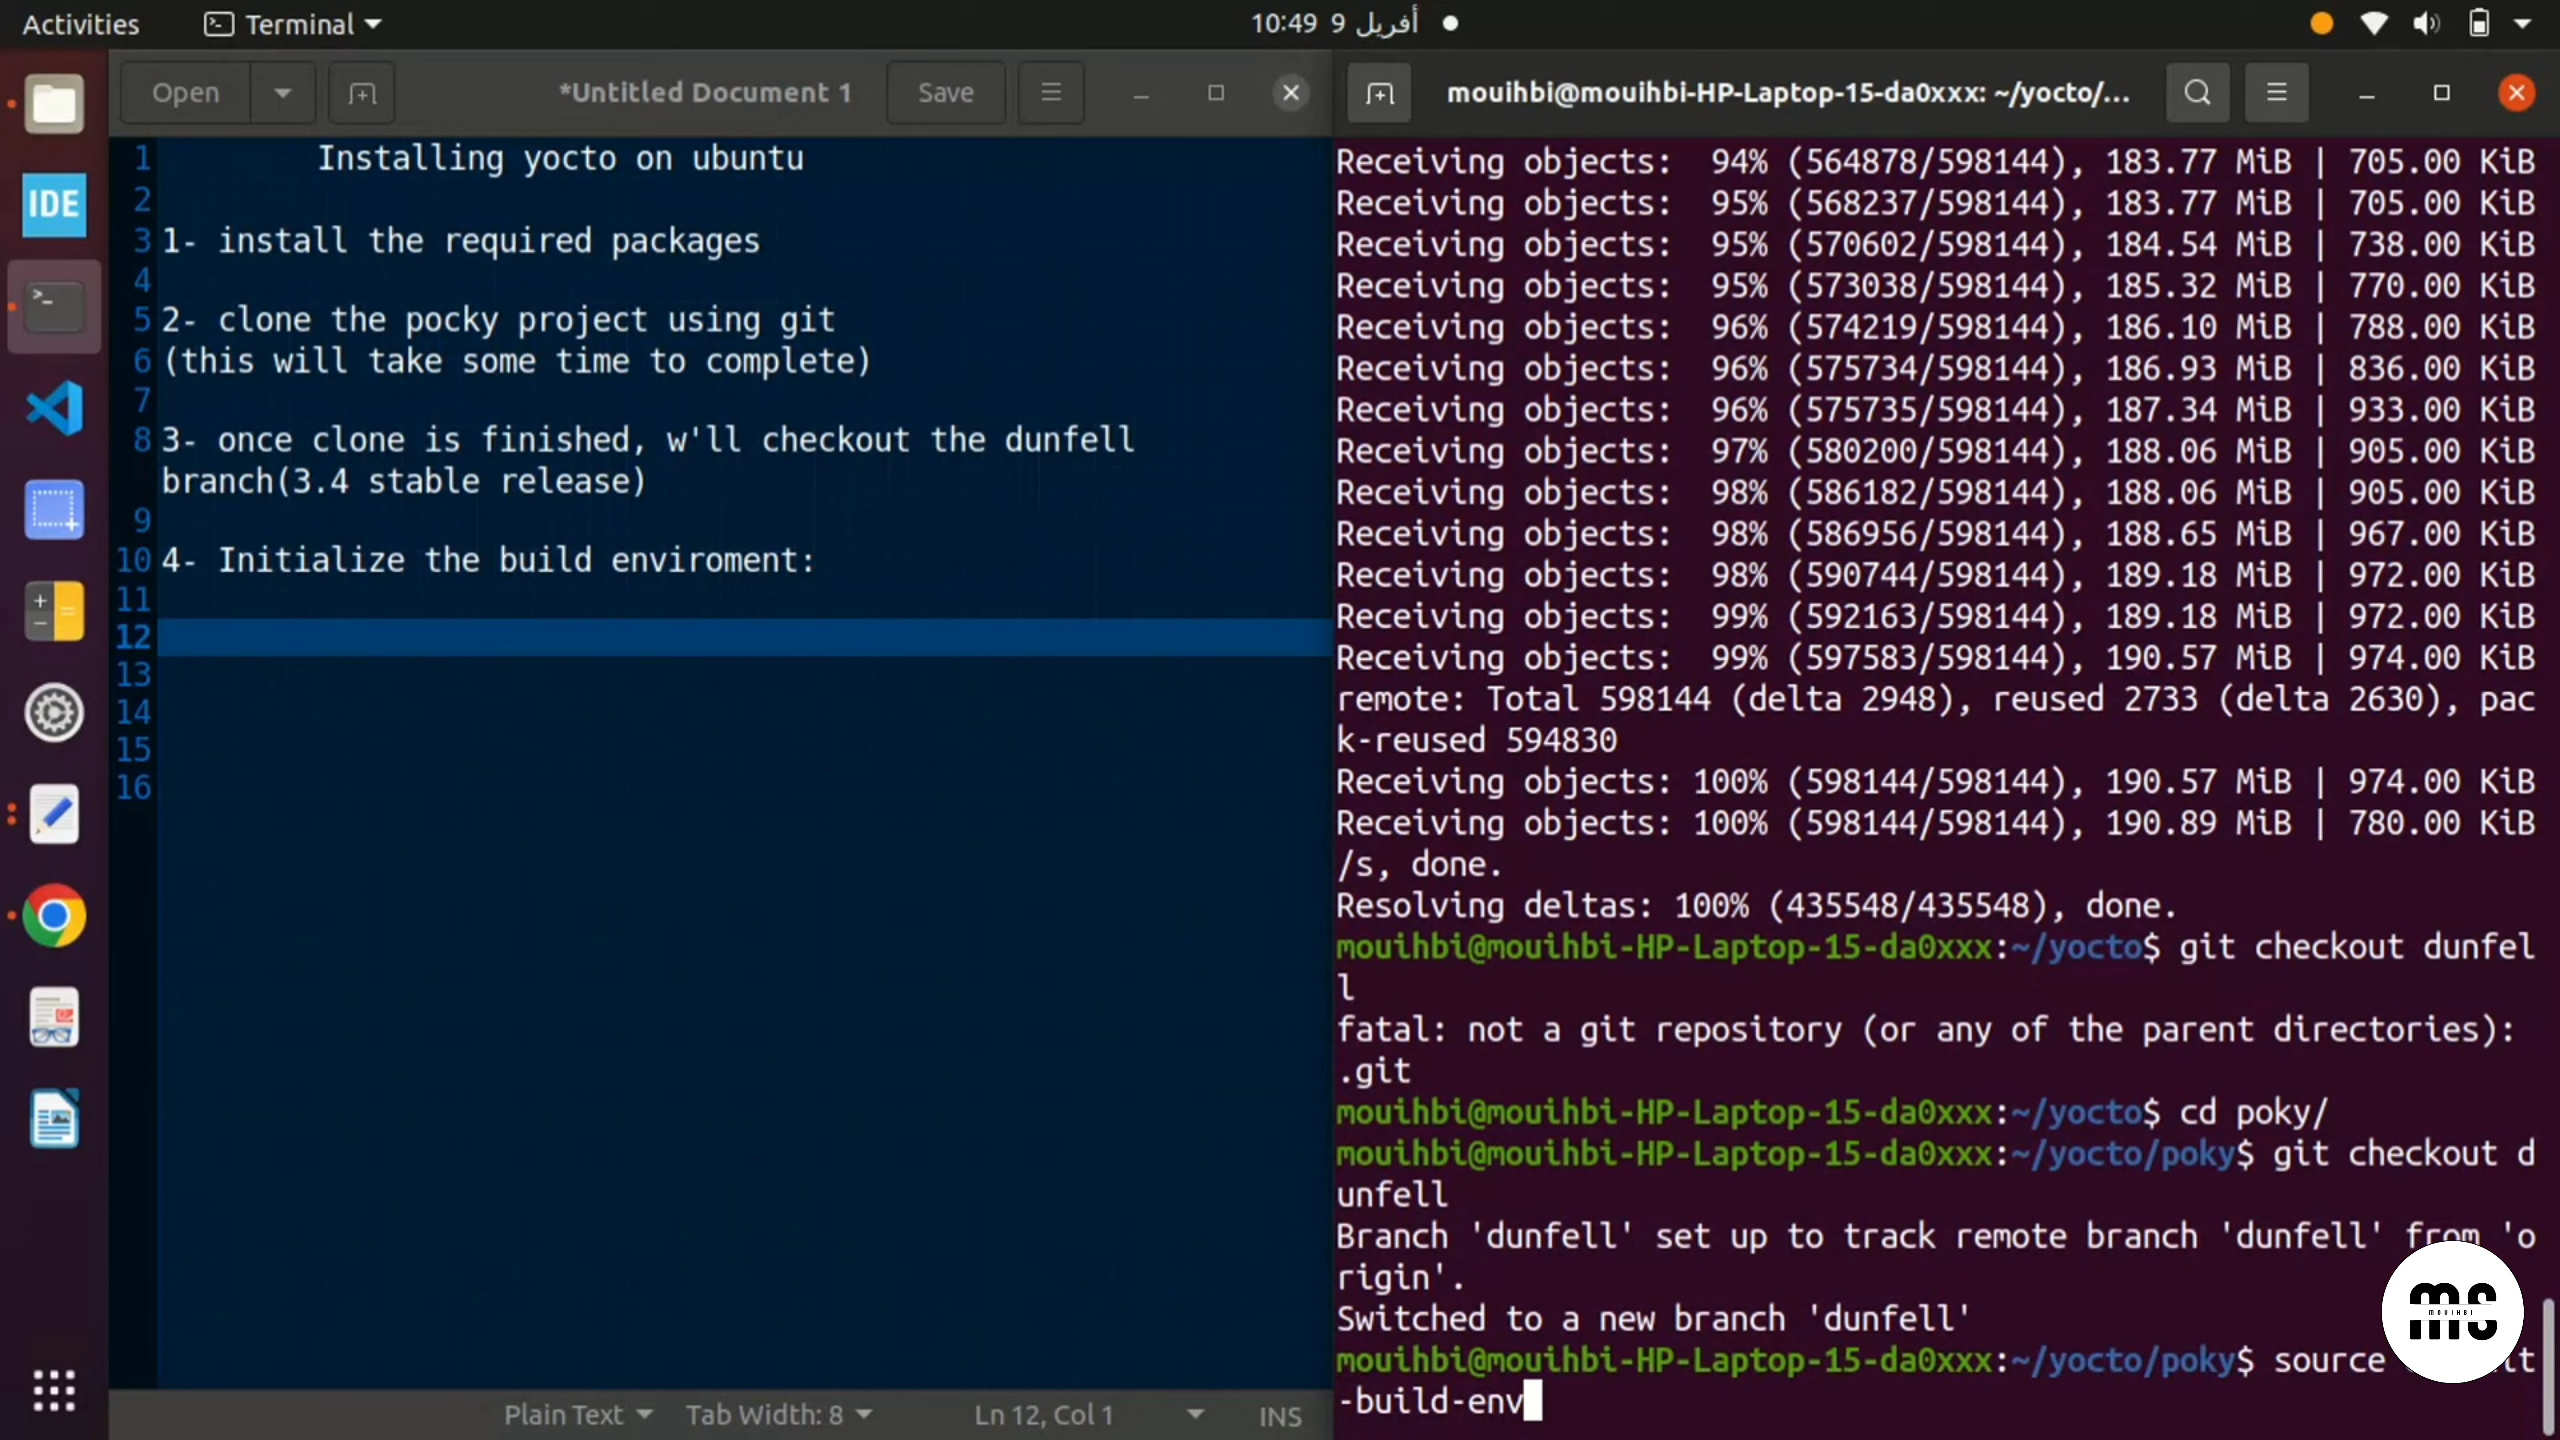 Activities
Terminal
10:49 9 أفريل
Open
*Untitled Document 1
Save
1 Installing yocto on ubuntu
2
3 1- install the required packages
4
5 2- clone the pocky project using git
6 (this will take some time to complete)
7
8 3- once clone is finished, w'll checkout the dunfell
branch(3.4 stable release)
9
10 4- Initialize the build enviroment:
11
12
13
14
15
16
Plain Text
Tab Width: 8
Ln 12, Col 1
INS
IDE
mouihbi@mouihbi-HP-Laptop-15-da0xxx: ~/yocto/...
Receiving objects:  94% (564878/598144), 183.77 MiB | 705.00 KiB
Receiving objects:  95% (568237/598144), 183.77 MiB | 705.00 KiB
Receiving objects:  95% (570602/598144), 184.54 MiB | 738.00 KiB
Receiving objects:  95% (573038/598144), 185.32 MiB | 770.00 KiB
Receiving objects:  96% (574219/598144), 186.10 MiB | 788.00 KiB
Receiving objects:  96% (575734/598144), 186.93 MiB | 836.00 KiB
Receiving objects:  96% (575735/598144), 187.34 MiB | 933.00 KiB
Receiving objects:  97% (580200/598144), 188.06 MiB | 905.00 KiB
Receiving objects:  98% (586182/598144), 188.06 MiB | 905.00 KiB
Receiving objects:  98% (586956/598144), 188.65 MiB | 967.00 KiB
Receiving objects:  98% (590744/598144), 189.18 MiB | 972.00 KiB
Receiving objects:  99% (592163/598144), 189.18 MiB | 972.00 KiB
Receiving objects:  99% (597583/598144), 190.57 MiB | 974.00 KiB
remote: Total 598144 (delta 2948), reused 2733 (delta 2630), pac
k-reused 594830
Receiving objects: 100% (598144/598144), 190.57 MiB | 974.00 KiB
Receiving objects: 100% (598144/598144), 190.89 MiB | 780.00 KiB
/s, done.
Resolving deltas: 100% (435548/435548), done.
mouihbi@mouihbi-HP-Laptop-15-da0xxx:~/yocto$ git checkout dunfel
l
fatal: not a git repository (or any of the parent directories):
.git
mouihbi@mouihbi-HP-Laptop-15-da0xxx:~/yocto$ cd poky/
mouihbi@mouihbi-HP-Laptop-15-da0xxx:~/yocto/poky$ git checkout d
unfell
Branch 'dunfell' set up to track remote branch 'dunfell' from 'o
rigin'.
Switched to a new branch 'dunfell'
mouihbi@mouihbi-HP-Laptop-15-da0xxx:~/yocto/poky$ source
-build-env
ms
MOUIHBI